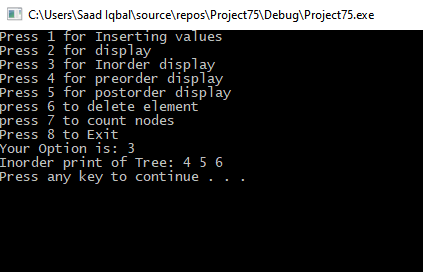 C:\Users\Saad Iqbal\source\repos\Project75\Debug\Project75.exe
Press 1 for Inserting values
Press 2 for display
Press 3 for Inorder display
Press 4 for preorder display
Press 5 for postorder display
press 6 to delete element
press 7 to count nodes
Press 8 to Exit
Your Option is: 3
Inorder print of Tree: 4 5 6
Press any key to continue . . .